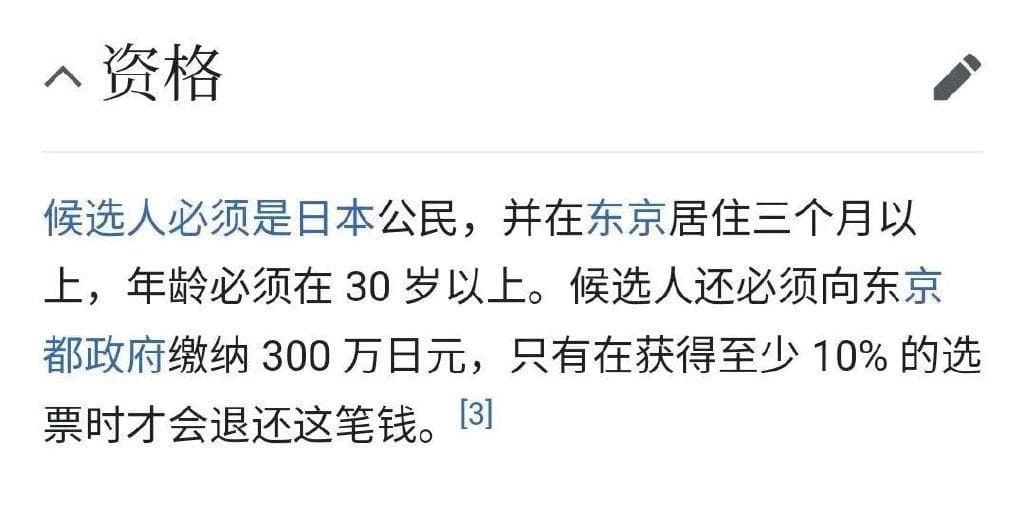 资格
候选人必须是日本公民，并在东京居住三个月以
上，年龄必须在 30 岁以上。候选人还必须向东京
都政府缴纳 300 万日元，只有在获得至少 10% 的选
票时才会退还这笔钱。[3]